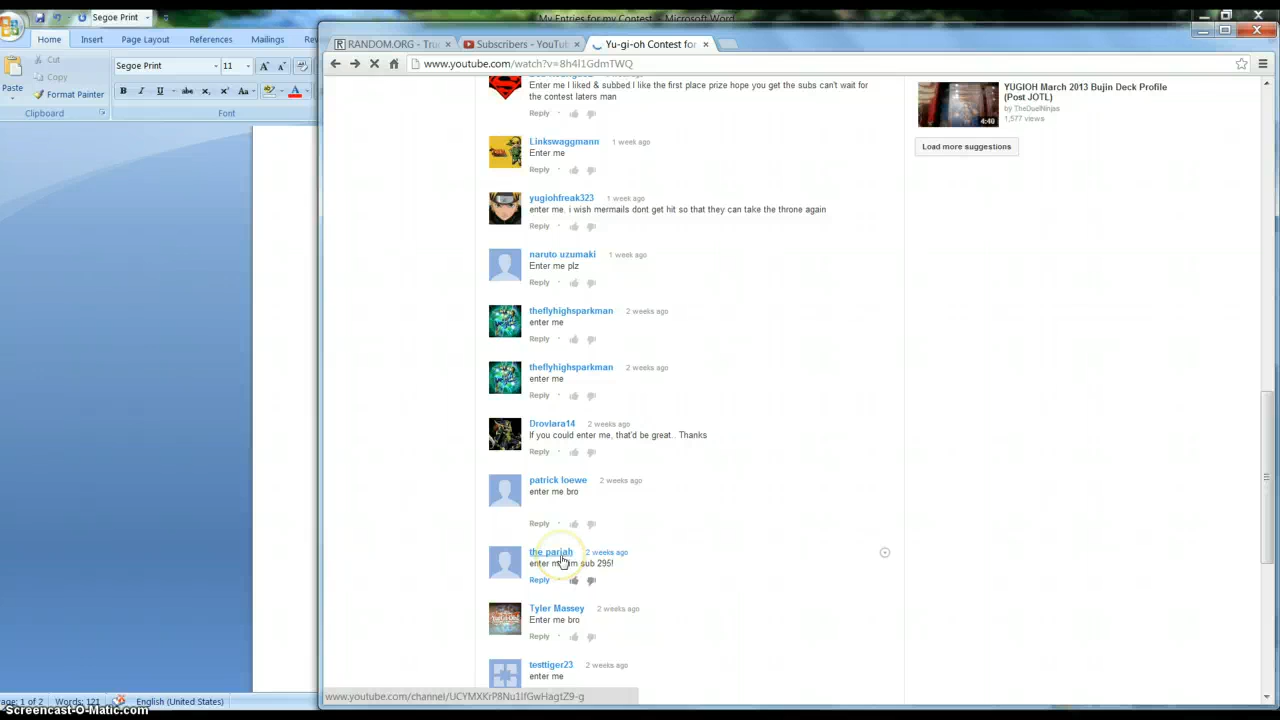 My Entries for my Contest - Microsoft Word
Segoe Print
Home Insert Page Layout References Mailings
Cut
Copy
Format Painter
Paste
Clipboard
Segoe Print 11
B I U abc
Font
RANDOM.ORG - Tru
Subscribers - YouTu
Yu-gi-oh Contest for
www.youtube.com/watch?v=8h4l1GdmTWQ
Enter me I liked & subbed I like the first place prize hope you get the subs can't wait for
the contest laters man
Reply
Linkswaggmann 1 week ago
Enter me
Reply
yugiohfreak323 1 week ago
enter me. i wish mermails dont get hit so that they can take the throne again
Reply
naruto uzumaki 1 week ago
Enter me plz
Reply
theflyhighsparkman 2 weeks ago
enter me
Reply
theflyhighsparkman 2 weeks ago
enter me
Reply
Drovlara14 2 weeks ago
If you could enter me, that'd be great.. Thanks
Reply
patrick loewe 2 weeks ago
enter me bro
Reply
the pariah 2 weeks ago
enter me im sub 295!
Reply
Tyler Massey 2 weeks ago
Enter me bro
Reply
testtiger23 2 weeks ago
enter me
YUGIOH March 2013 Bujin Deck Profile
(Post JOTL)
by TheDuelNinjas
1,577 views
4:40
Load more suggestions
www.youtube.com/channel/UCYMXKrP8Nu1lfGwHagtZ9-g
age: 1 of 2 Words: 121 English (United States)
Screencast-O-Matic.com